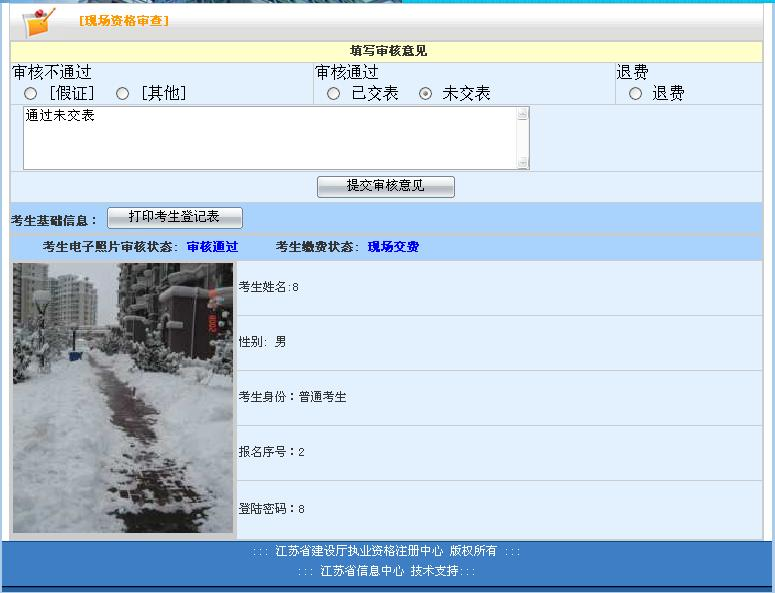 [现场资格审查]
填写审核意见
审核不通过 审核通过 退费
[假证] [其他] 已交表 未交表 退费
通过未交表
提交审核意见
考生基础信息： 打印考生登记表
考生电子照片审核状态: 审核通过 考生缴费状态: 现场交费
考生姓名:8
性别: 男
考生身份：普通考生
报名序号：2
登陆密码：8
::: 江苏省建设厅执业资格注册中心 版权所有 :::
::: 江苏省信息中心 技术支持:::